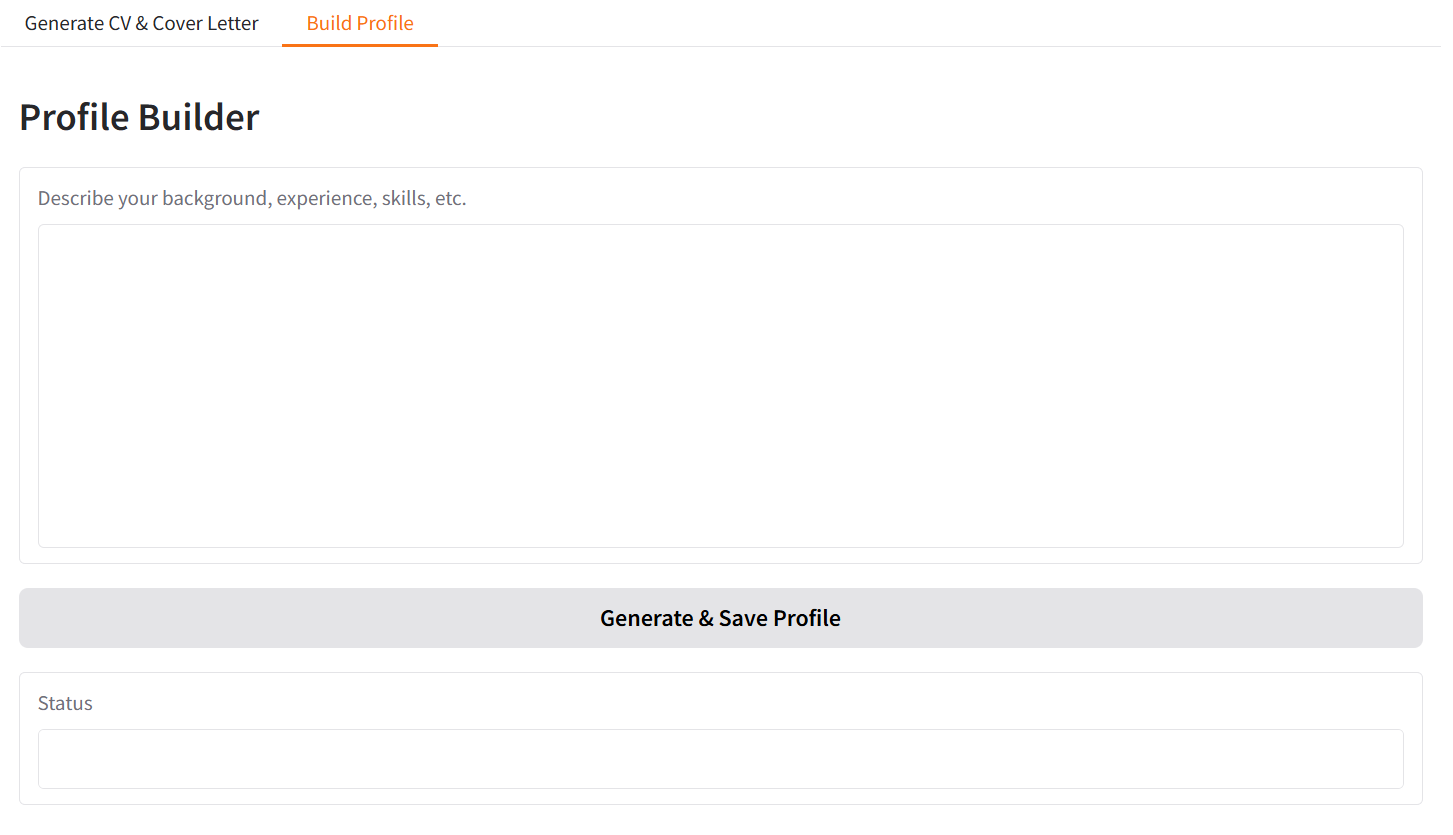 Generate CV & Cover Letter
Build Profile
Profile Builder
Describe your background, experience, skills, etc.
Generate & Save Profile
Status